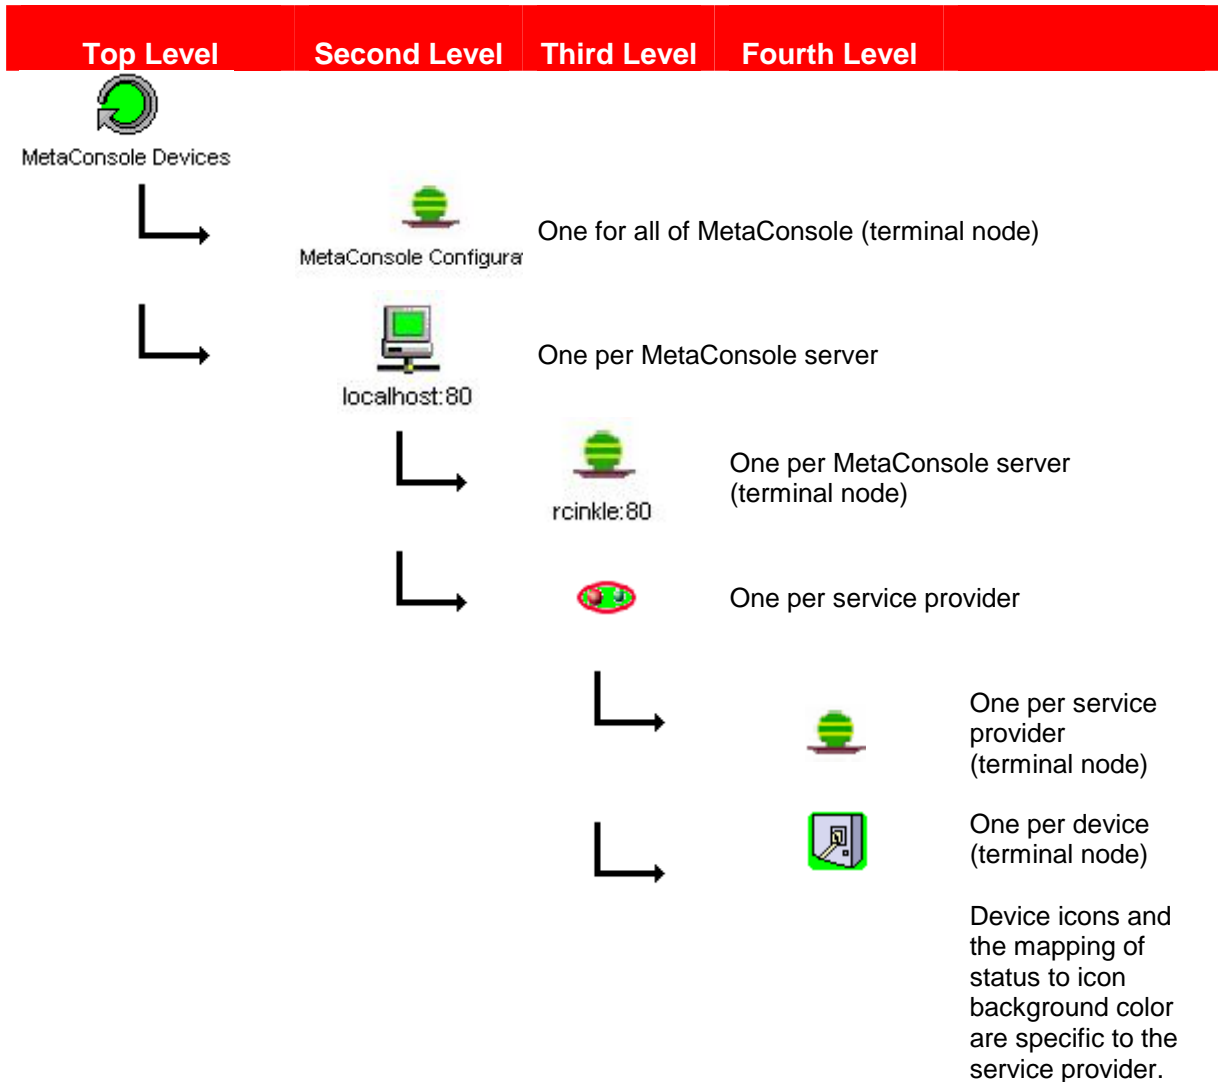 Top Level Second Level Third Level Fourth Level
MetaConsole Devices
One for all of MetaConsole (terminal node)
MetaConsole Configura
One per MetaConsole server
localhost:80
One per MetaConsole server
(terminal node)
rcinkle:80
One per service provider
One per service
provider
(terminal node)
One per device
(terminal node)
Device icons and
the mapping of
status to icon
background color
are specific to the
service provider.